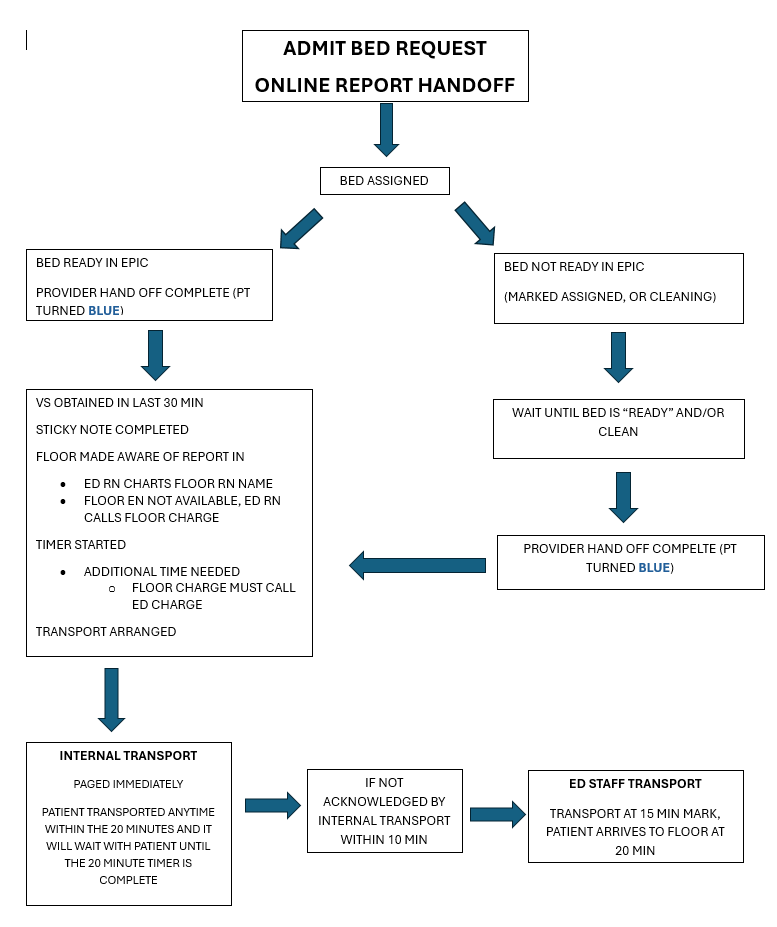 ADMIT BED REQUEST
ONLINE REPORT HANDOFF
BED ASSIGNED
BED READY IN EPIC
PROVIDER HAND OFF COMPLETE (PT
TURNED BLUE)
BED NOT READY IN EPIC
(MARKED ASSIGNED, OR CLEANING)
VS OBTAINED IN LAST 30 MIN
STICKY NOTE COMPLETED
FLOOR MADE AWARE OF REPORT IN
• ED RN CHARTS FLOOR RN NAME
• FLOOR EN NOT AVAILABLE, ED RN
CALLS FLOOR CHARGE
TIMER STARTED
• ADDITIONAL TIME NEEDED
o FLOOR CHARGE MUST CALL
ED CHARGE
TRANSPORT ARRANGED
WAIT UNTIL BED IS “READY” AND/OR
CLEAN
PROVIDER HAND OFF COMPELTE (PT
TURNED BLUE)
INTERNAL TRANSPORT
PAGED IMMEDIATELY
PATIENT TRANSPORTED ANYTIME
WITHIN THE 20 MINUTES AND IT
WILL WAIT WITH PATIENT UNTIL
THE 20 MINUTE TIMER IS
COMPLETE
IF NOT
ACKNOWLEDGED BY
INTERNAL TRANSPORT
WITHIN 10 MIN
ED STAFF TRANSPORT
TRANSPORT AT 15 MIN MARK,
PATIENT ARRIVES TO FLOOR AT
20 MIN